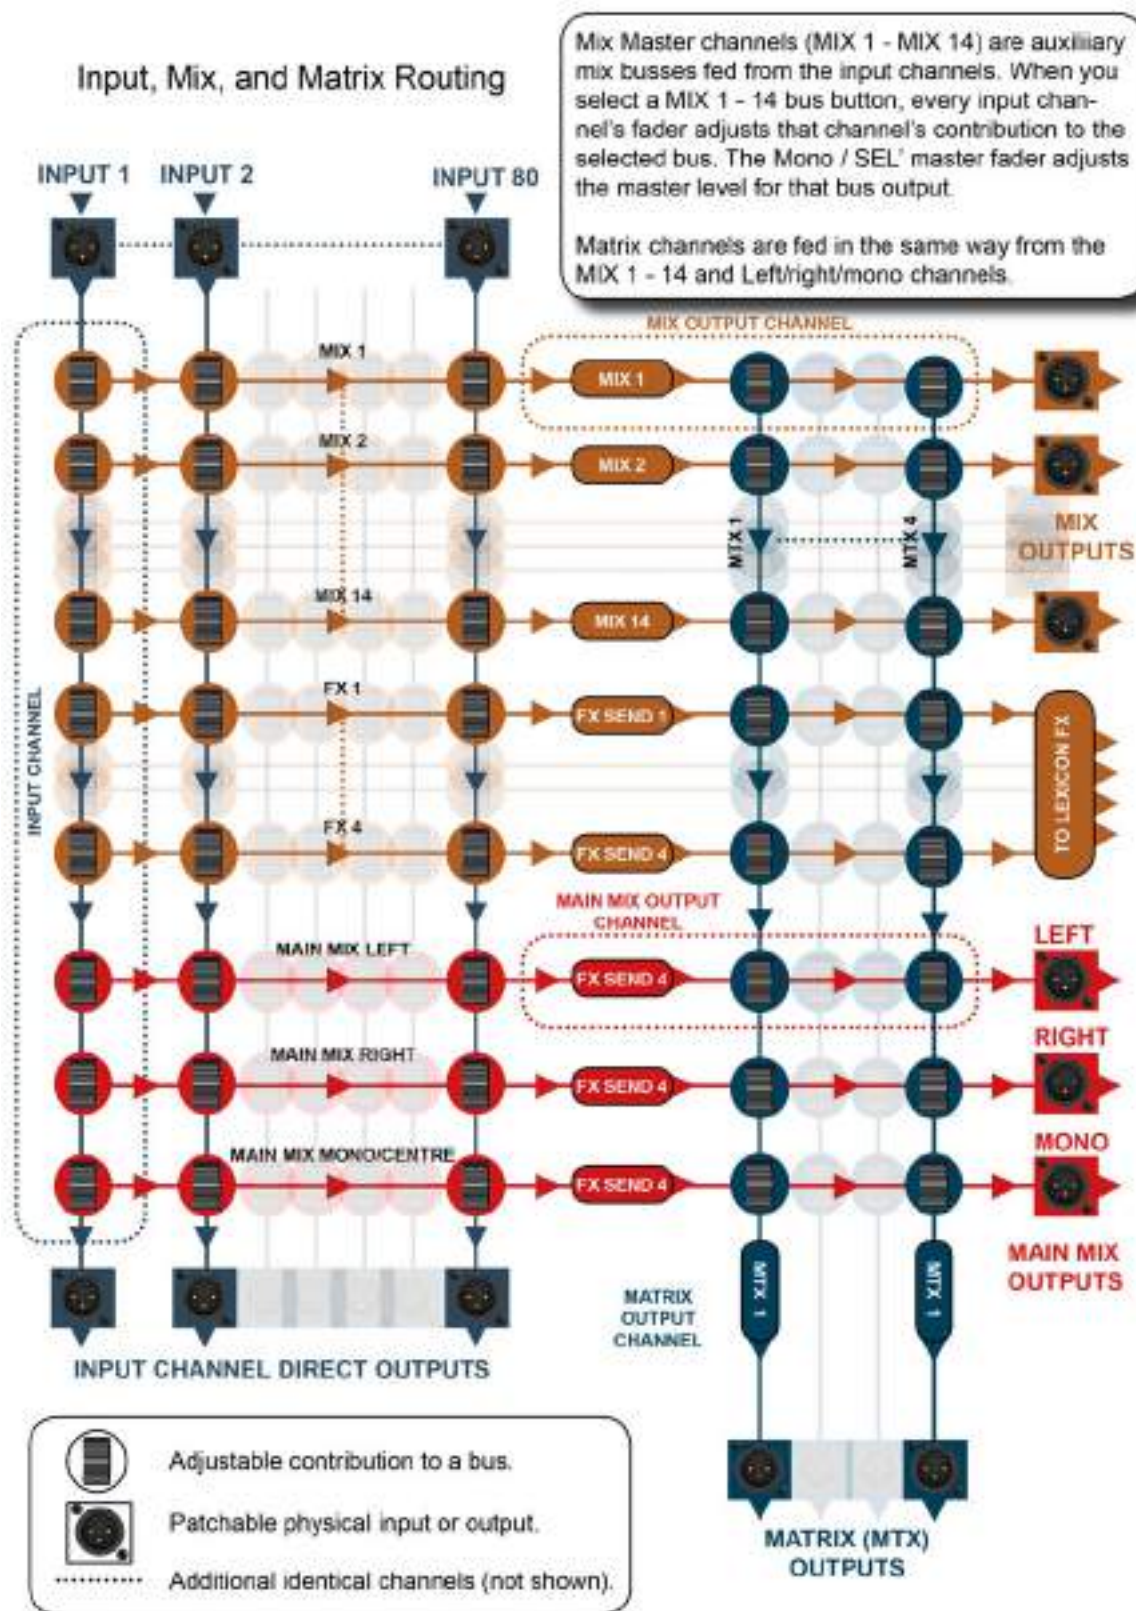 Input, Mix, and Matrix Routing
Mix Master channels (MIX 1 - MIX 14) are auxiliary
mix busses fed from the input channels. When you
select a MIX 1 - 14 bus button, every input chan-
nel's fader adjusts that channel's contribution to the
selected bus. The Mono / SEL' master fader adjusts
the master level for that bus output.
Matrix channels are fed in the same way from the
MIX 1 - 14 and Left/right/mono channels.
INPUT 1
INPUT 2
INPUT 80
INPUT CHANNEL
MIX OUTPUT CHANNEL
MIX 1
MIX 1
MIX 2
MIX 2
MTX 1
MTX 4
MIX
OUTPUTS
MIX 14
MIX 14
FX 1
FX SEND 1
TO LEXICON FX
FX 4
FX SEND 4
MAIN MIX OUTPUT
CHANNEL
MAIN MIX LEFT
FX SEND 4
LEFT
MAIN MIX RIGHT
FX SEND 4
RIGHT
MAIN MIX MONO/CENTRE
FX SEND 4
MONO
MAIN MIX
OUTPUTS
MATRIX
OUTPUT
CHANNEL
MTX 1
MTX 1
INPUT CHANNEL DIRECT OUTPUTS
Adjustable contribution to a bus.
Patchable physical input or output.
Additional identical channels (not shown).
MATRIX (MTX)
OUTPUTS